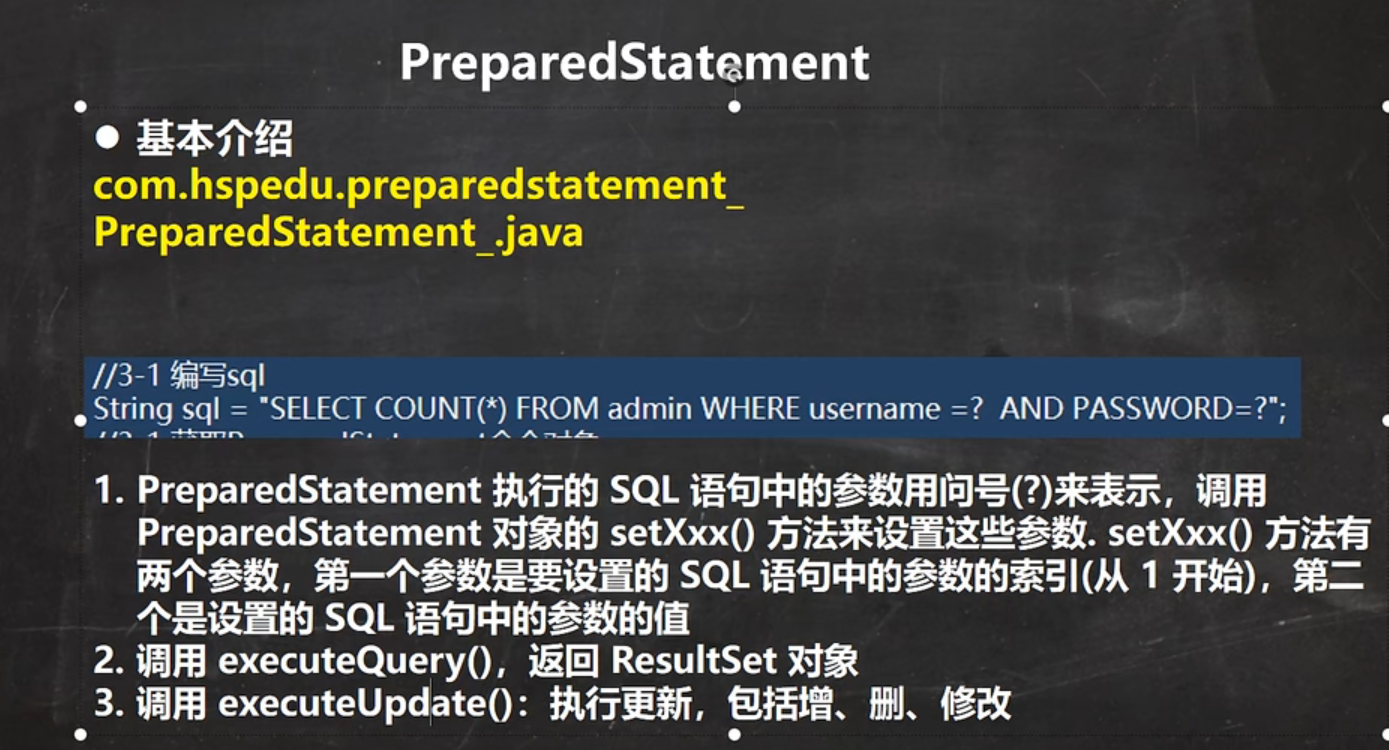 PreparedStatement
● 基本介绍
com.hspedu.preparedstatement_
PreparedStatement_.java
//3-1 编写sql
String sql = "SELECT COUNT(*) FROM admin WHERE username =? AND PASSWORD=?";
1. PreparedStatement 执行的 SQL 语句中的参数用问号(?)来表示，调用
PreparedStatement 对象的 setXxx() 方法来设置这些参数. setXxx() 方法有
两个参数，第一个参数是要设置的 SQL 语句中的参数的索引(从 1 开始)，第二
个是设置的 SQL 语句中的参数的值
2. 调用 executeQuery()，返回 ResultSet 对象
3. 调用 executeUpdate()：执行更新，包括增、删、修改